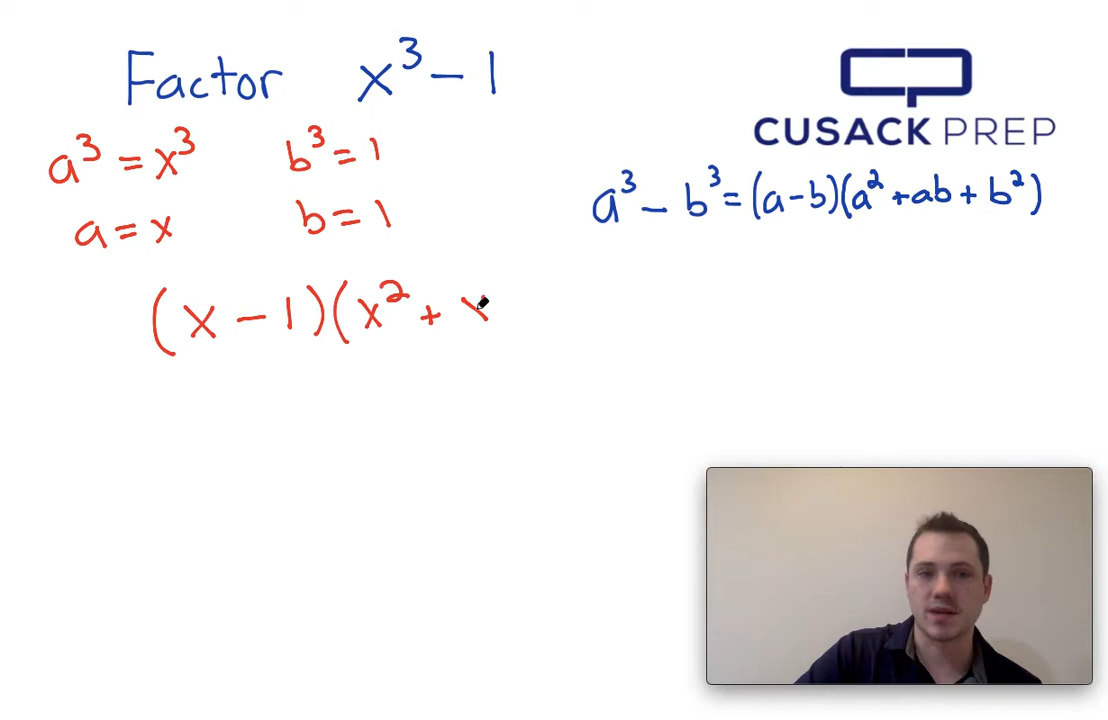 Factor x³ - 1
a³ = x³ b³ = 1
a = x b = 1
(x - 1)(x² + x
CUSACK PREP
a³ - b³ = (a - b)(a² + ab + b²)